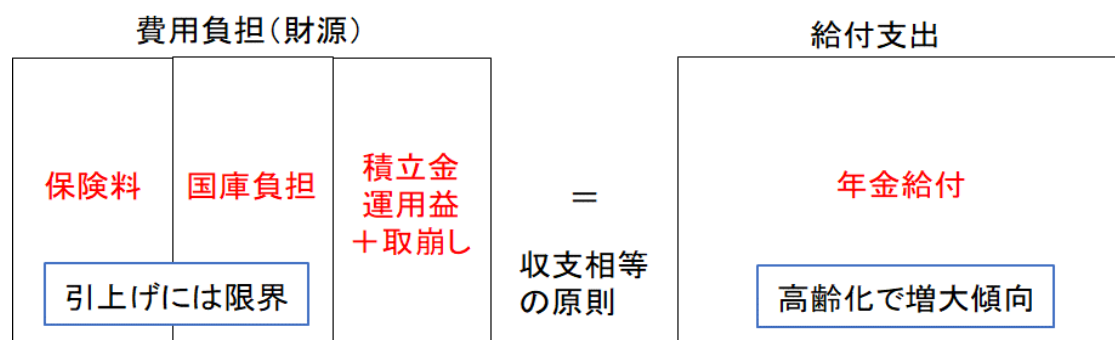 費用負担（財源）
保険料
国庫負担
積立金
運用益
＋取崩し
引上げには限界
＝
収支相等
の原則
給付支出
年金給付
高齢化で増大傾向